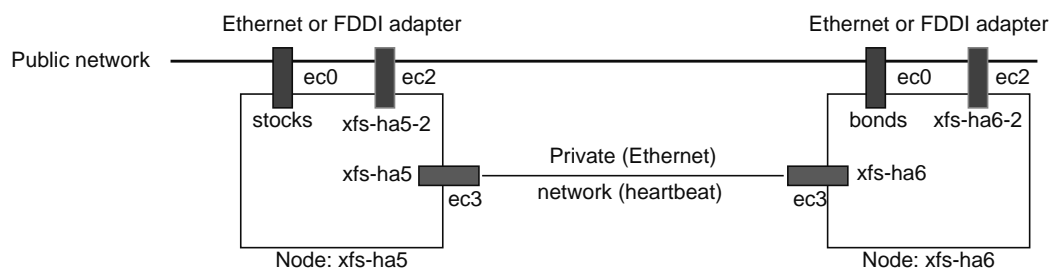 Ethernet or FDDI adapter
Ethernet or FDDI adapter
Public network
ec0
ec2
ec0
ec2
stocks
xfs-ha5-2
bonds
xfs-ha6-2
xfs-ha5
Private (Ethernet)
xfs-ha6
ec3
network (heartbeat)
ec3
Node: xfs-ha5
Node: xfs-ha6